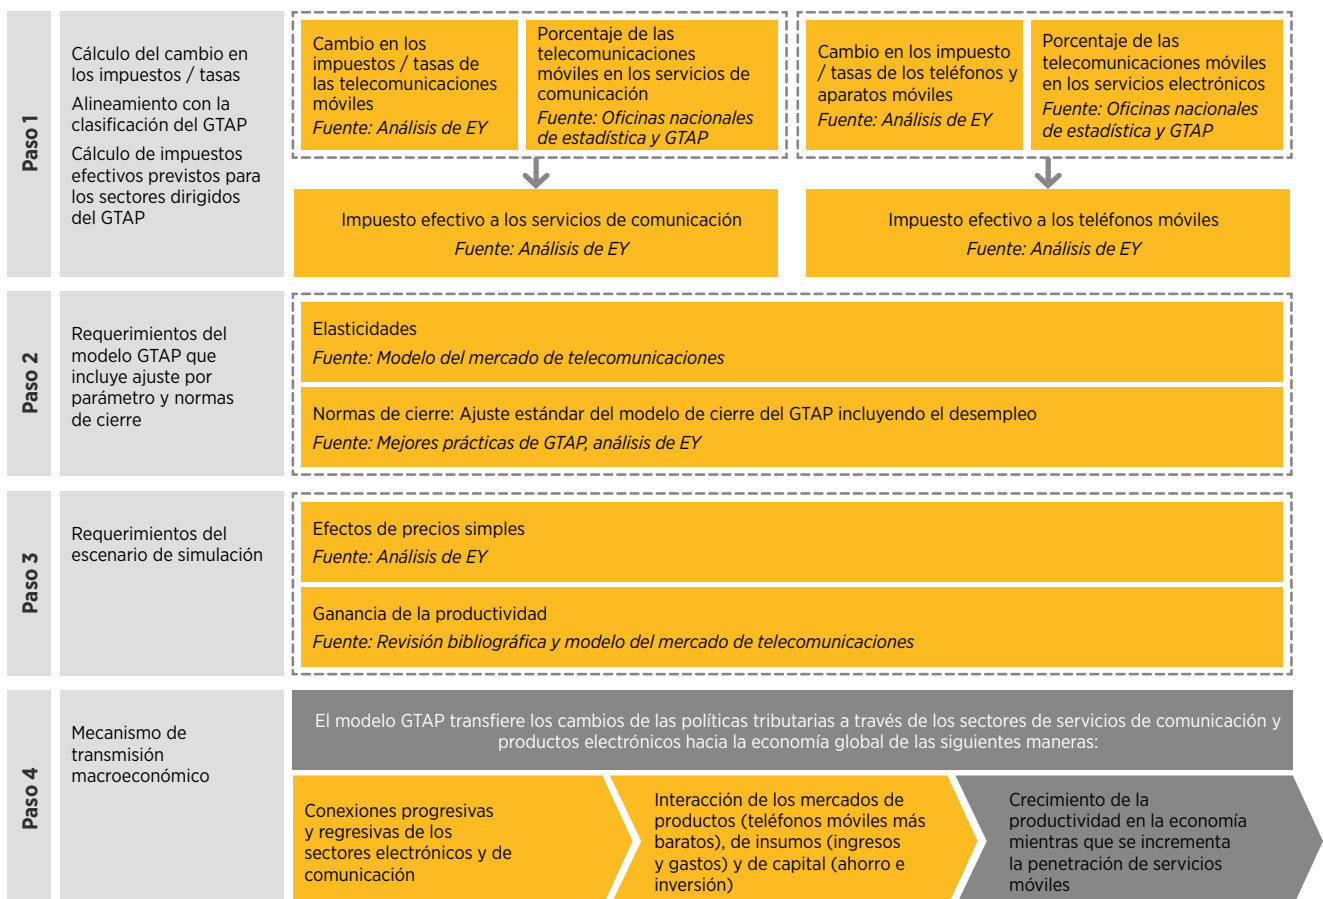 Paso 1
Cálculo del cambio en
los impuestos / tasas
Alineamiento con la
clasificación del GTAP
Cálculo de impuestos
efectivos previstos para
los sectores dirigidos
del GTAP
Cambio en los
impuestos / tasas de
las telecomunicaciones
móviles
Fuente: Análisis de EY
Porcentaje de las
telecomunicaciones
móviles en los servicios de
comunicación
Fuente: Oficinas nacionales
de estadística y GTAP
Cambio en los impuesto
/ tasas de los teléfonos y
aparatos móviles
Fuente: Análisis de EY
Porcentaje de las
telecomunicaciones móviles
en los servicios electrónicos
Fuente: Oficinas nacionales
de estadística y GTAP
Impuesto efectivo a los servicios de comunicación
Fuente: Análisis de EY
Impuesto efectivo a los teléfonos móviles
Fuente: Análisis de EY
Paso 2
Requerimientos del
modelo GTAP que
incluye ajuste por
parámetro y normas
de cierre
Elasticidades
Fuente: Modelo del mercado de telecomunicaciones
Normas de cierre: Ajuste estándar del modelo de cierre del GTAP incluyendo el desempleo
Fuente: Mejores prácticas de GTAP, análisis de EY
Paso 3
Requerimientos del
escenario de simulación
Efectos de precios simples
Fuente: Análisis de EY
Ganancia de la productividad
Fuente: Revisión bibliográfica y modelo del mercado de telecomunicaciones
Paso 4
Mecanismo de
transmisión
macroeconómico
El modelo GTAP transfiere los cambios de las políticas tributarias a través de los sectores de servicios de comunicación y
productos electrónicos hacia la economía global de las siguientes maneras:
Conexiones progresivas
y regresivas de los
sectores electrónicos y de
comunicación
Interacción de los mercados de
productos (teléfonos móviles más
baratos), de insumos (ingresos
y gastos) y de capital (ahorro e
inversión)
Crecimiento de la
productividad en la economía
mientras que se incrementa
la penetración de servicios
móviles